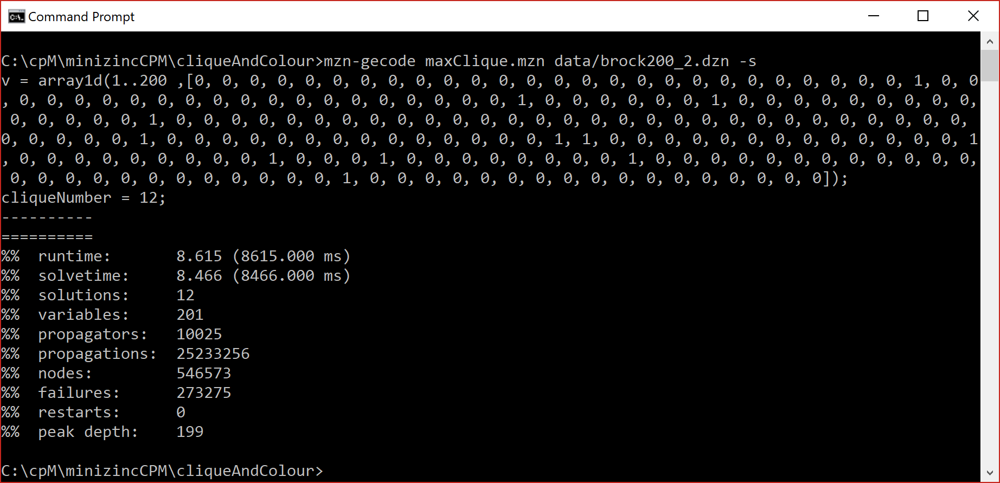 Command Prompt
C:\cpM\minizincCPM\cliqueAndColour>mzn-gecode maxClique.mzn data/brock200_2.dzn -s
v = array1d(1..200 ,[0, 0, 0, 0, 0, 0, 0, 0, 0, 0, 0, 0, 0, 0, 0, 0, 0, 0, 0, 0, 0, 0, 0, 0, 0, 0, 1, 0, 0
, 0, 0, 0, 0, 0, 0, 0, 0, 0, 0, 0, 0, 0, 0, 0, 0, 0, 0, 1, 0, 0, 0, 0, 0, 0, 1, 0, 0, 0, 0, 0, 0, 0, 0, 0,
 0, 0, 0, 0, 0, 1, 0, 0, 0, 0, 0, 0, 0, 0, 0, 0, 0, 0, 0, 0, 0, 0, 0, 0, 0, 0, 0, 0, 0, 0, 0, 0, 0, 0, 0,
0, 0, 0, 0, 0, 1, 0, 0, 0, 0, 0, 0, 0, 0, 0, 0, 0, 0, 0, 0, 1, 1, 0, 0, 0, 0, 0, 0, 0, 0, 0, 0, 0, 0, 0, 1
, 0, 0, 0, 0, 0, 0, 0, 0, 0, 1, 0, 0, 0, 1, 0, 0, 0, 0, 0, 0, 0, 0, 1, 0, 0, 0, 0, 0, 0, 0, 0, 0, 0, 0, 0,
 0, 0, 0, 0, 0, 0, 0, 0, 0, 0, 0, 0, 1, 0, 0, 0, 0, 0, 0, 0, 0, 0, 0, 0, 0, 0, 0, 0, 0, 0]);
cliqueNumber = 12;
----------
==========
%%  runtime:       8.615 (8615.000 ms)
%%  solvetime:     8.466 (8466.000 ms)
%%  solutions:     12
%%  variables:     201
%%  propagators:   10025
%%  propagations:  25233256
%%  nodes:         546573
%%  failures:      273275
%%  restarts:      0
%%  peak depth:    199
C:\cpM\minizincCPM\cliqueAndColour>